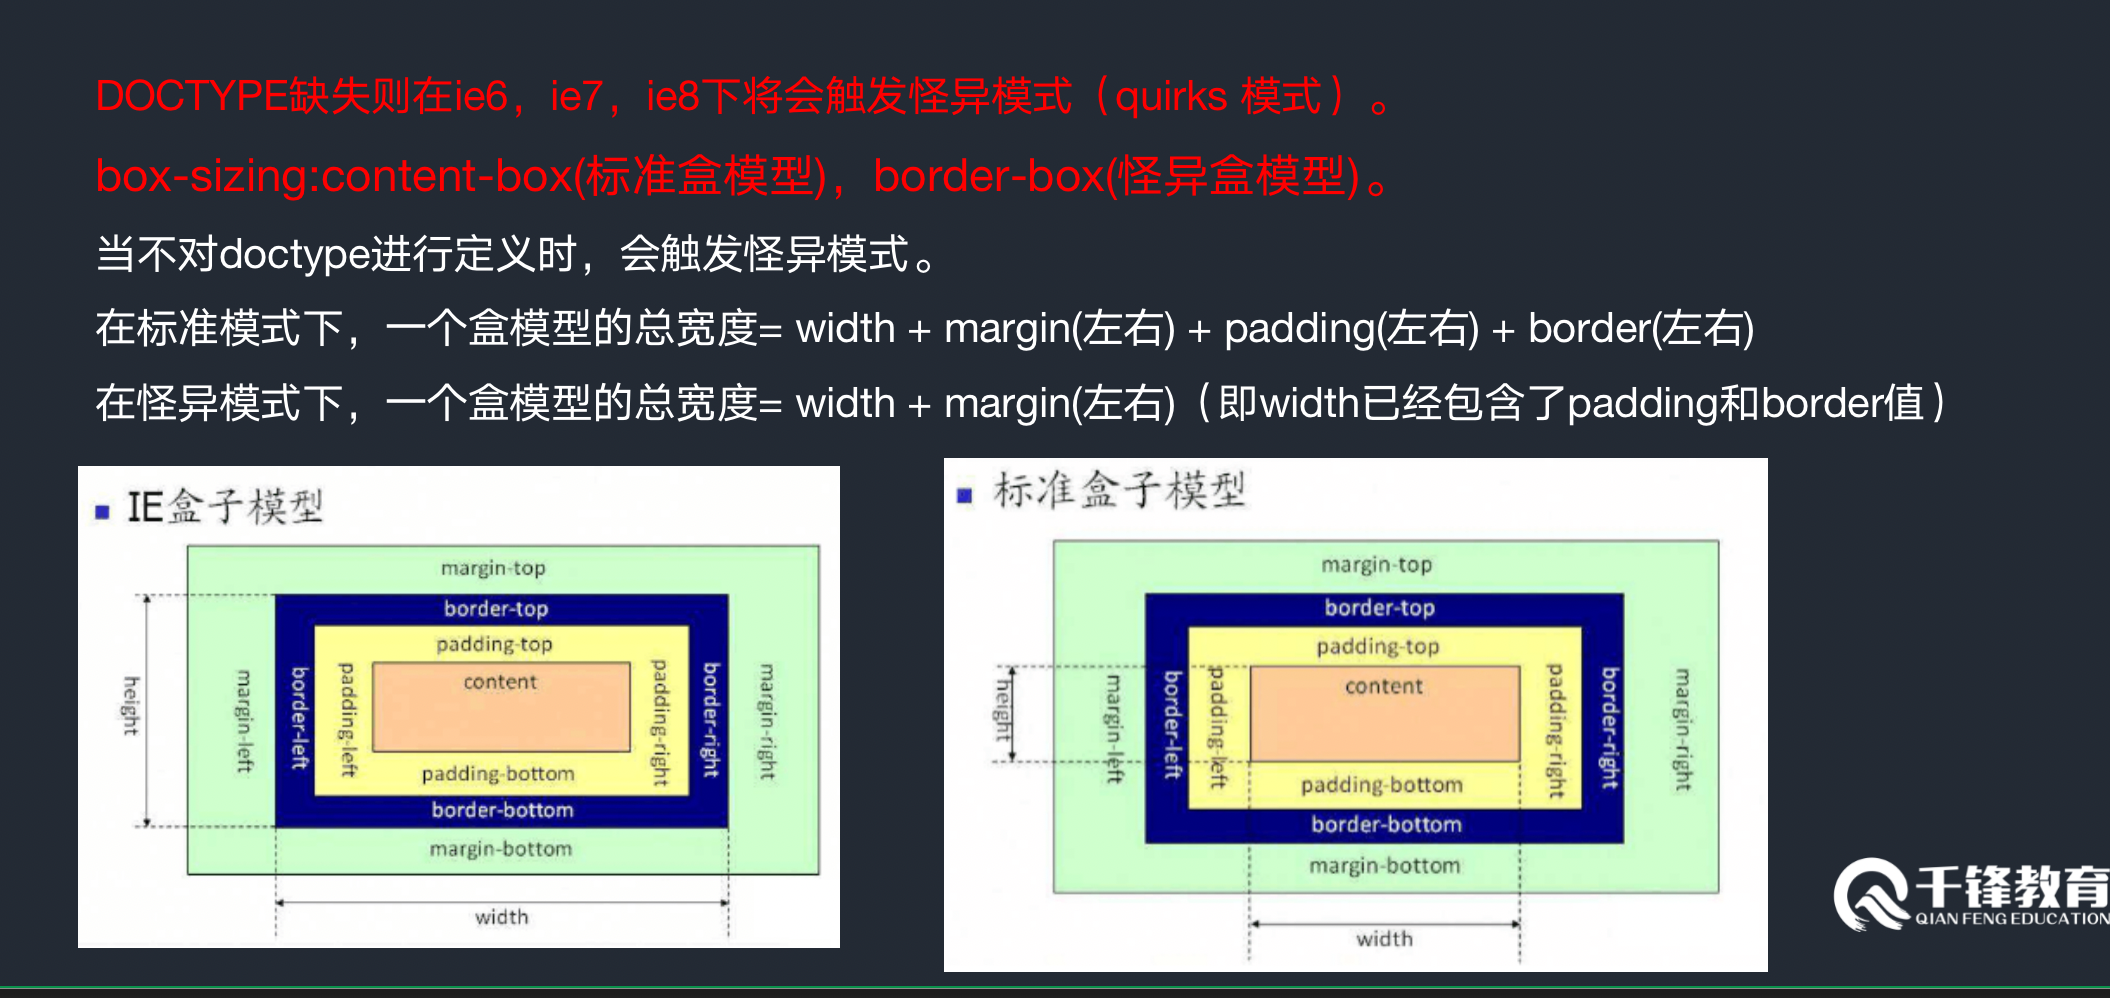 DOCTYPE缺失则在ie6，ie7，ie8下将会触发怪异模式（quirks 模式）。
box-sizing:content-box(标准盒模型)，border-box(怪异盒模型)。
当不对doctype进行定义时，会触发怪异模式。
在标准模式下，一个盒模型的总宽度= width + margin(左右) + padding(左右) + border(左右)
在怪异模式下，一个盒模型的总宽度= width + margin(左右)（即width已经包含了padding和border值）
IE盒子模型
margin-top
border-top
padding-top
content
height
margin-left
border-left
padding-left
padding-right
border-right
margin-right
padding-bottom
border-bottom
margin-bottom
width
标准盒子模型
margin-top
border-top
padding-top
content
height
margin-left
border-left
padding-left
padding-right
border-right
margin-right
padding-bottom
border-bottom
margin-bottom
width
千锋教育
QIAN FENG EDUCATION